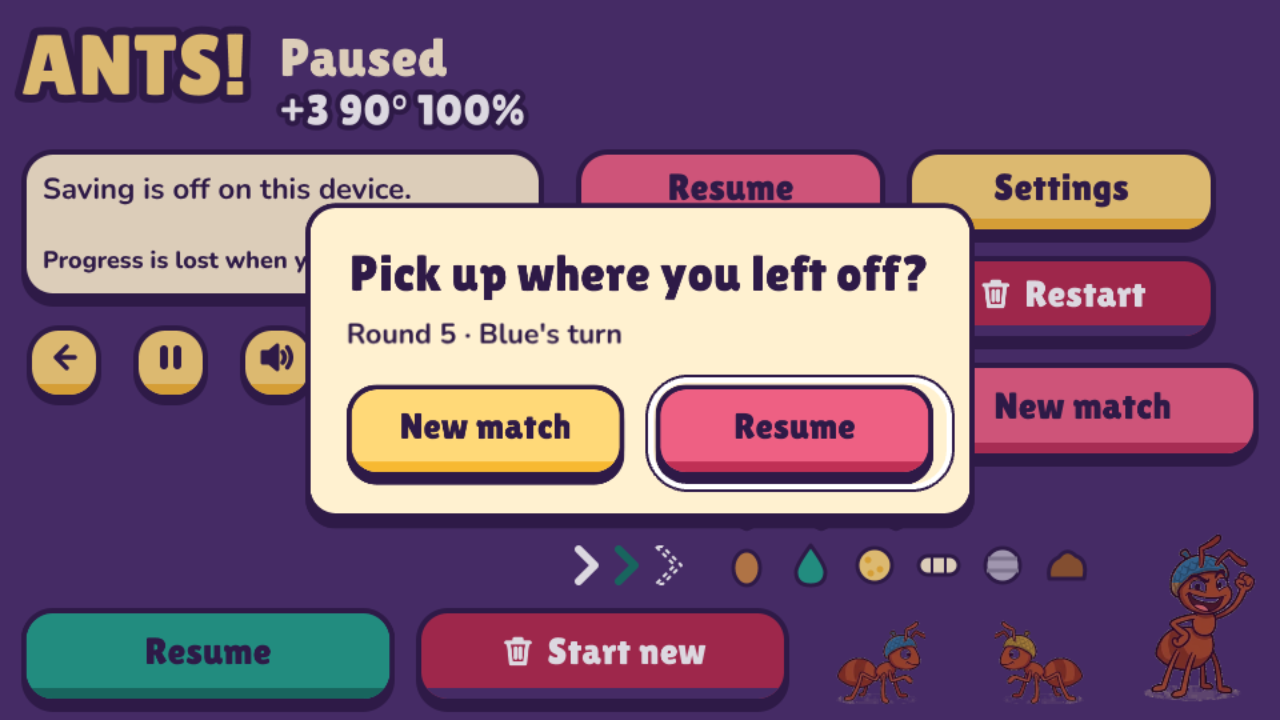 ANTS!
Paused
+3 90° 100%
Saving is off on this device.
Resume
Settings
Progress is lost when y
Restart
Pick up where you left off?
Round 5 · Blue's turn
New match
Resume
New match
Resume
Start new